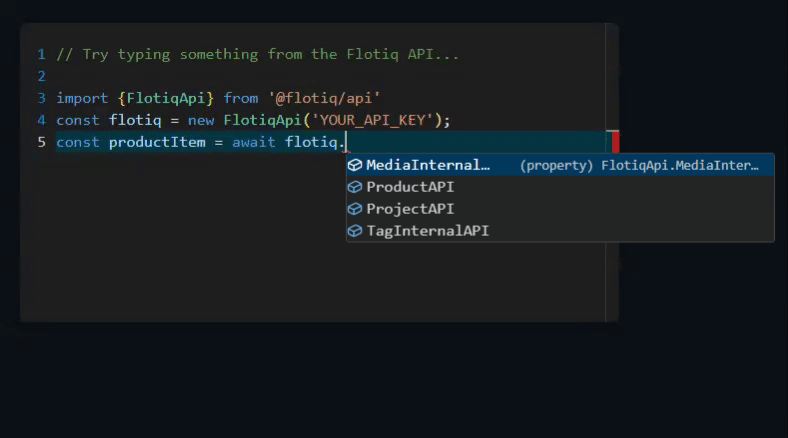 1 // Try typing something from the Flotiq API...
2
3 import {FlotiqApi} from '@flotiq/api'
4 const flotiq = new FlotiqApi('YOUR_API_KEY');
5 const productItem = await flotiq.
MediaInternal… (property) FlotiqApi.MediaInter…
ProductAPI
ProjectAPI
TagInternalAPI